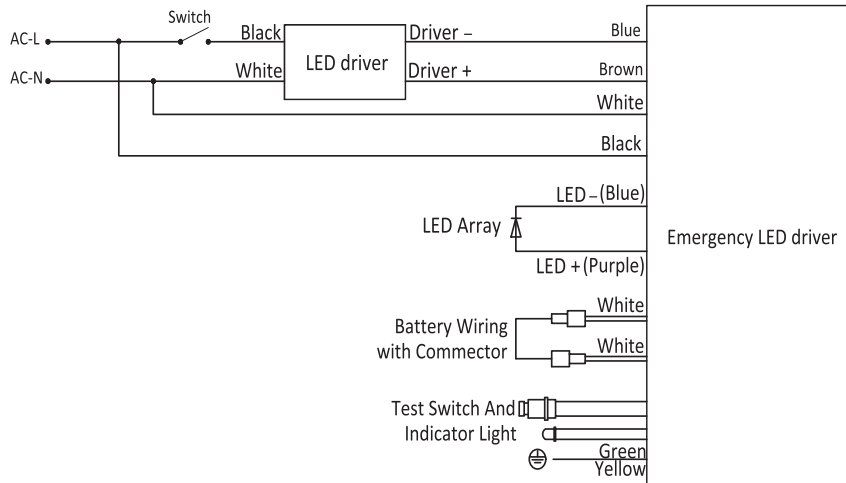 Switch
AC-L
Black
Driver –
Blue
LED driver
AC-N
White
Driver +
Brown
White
Black
LED – (Blue)
LED Array
Emergency LED driver
LED + (Purple)
White
Battery Wiring
with Commector
White
Test Switch And
Indicator Light
Green
Yellow